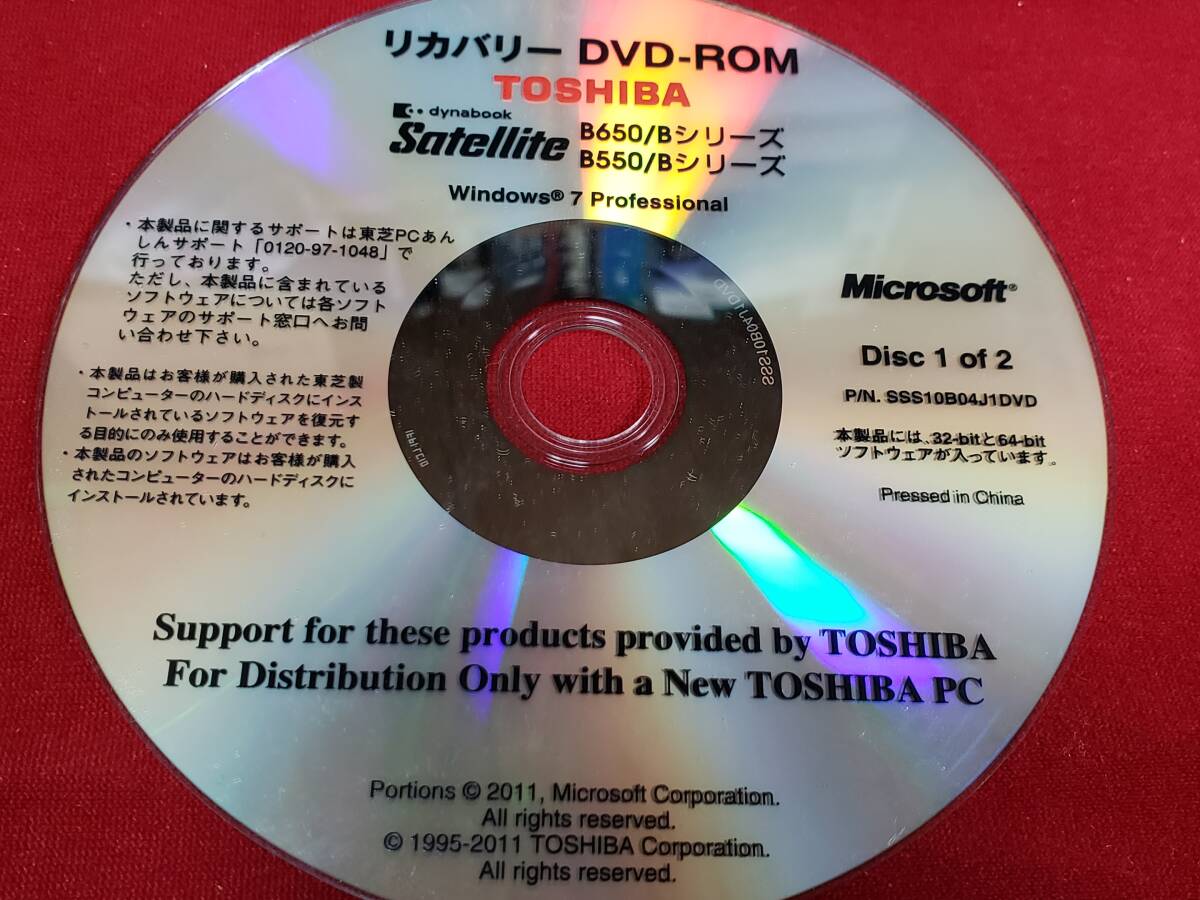 リカバリー DVD-ROM
TOSHIBA
dynabook
Satellite B650/Bシリーズ
B550/Bシリーズ
Windows® 7 Professional
・本製品に関するサポートは東芝PCあん
しんサポート「0120-97-1048」で
行っております。
ただし、本製品に含まれている
ソフトウェアについては各ソフト
ウェアのサポート窓口へお問
い合わせ下さい。
・本製品はお客様が購入された東芝製
コンピューターのハードディスクにインス
トールされているソフトウェアを復元す
る目的にのみ使用することができます。
・本製品のソフトウェアはお客様が購入
されたコンピューターのハードディスクに
インストールされています。
Microsoft®
Disc 1 of 2
P/N. SSS10B04J1DVD
本製品には、32-bitと64-bit
ソフトウェアが入っています。
Pressed in China
SSS10B04J1DVD
Support for these products provided by TOSHIBA
For Distribution Only with a New TOSHIBA PC
Portions © 2011, Microsoft Corporation.
All rights reserved.
© 1995-2011 TOSHIBA Corporation.
All rights reserved.